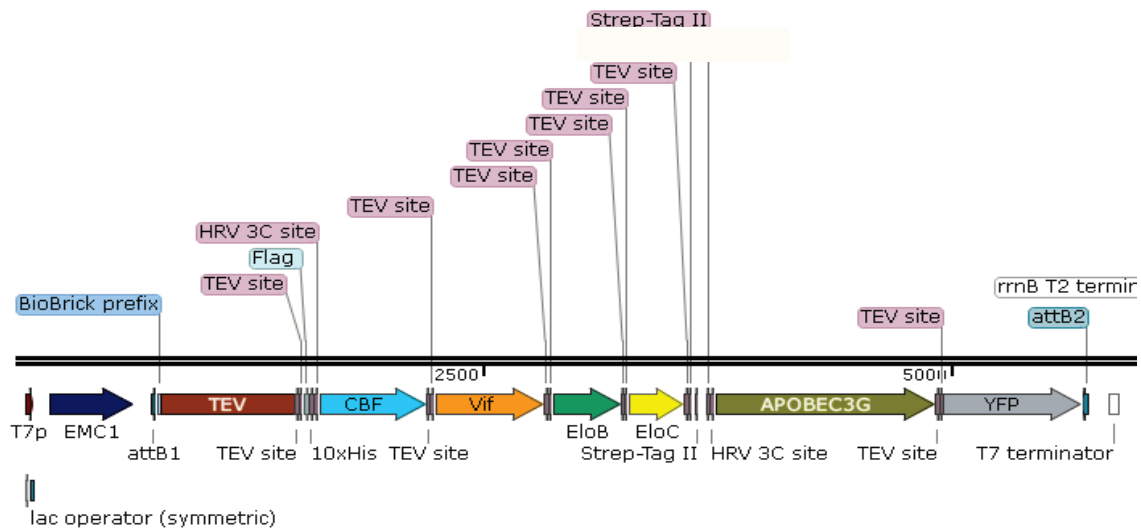 Strep-Tag II
TEV site
TEV site
TEV site
TEV site
TEV site
TEV site
HRV 3C site
Flag
TEV site
rrnB T2 termin
BioBrick prefix
TEV site
attB2
2500
5000
TEV
CBF
Vif
APOBEC3G
YFP
T7p
EMC1
EloB
EloC
attB1
TEV site
10xHis
TEV site
Strep-Tag II
HRV 3C site
TEV site
T7 terminator
lac operator (symmetric)